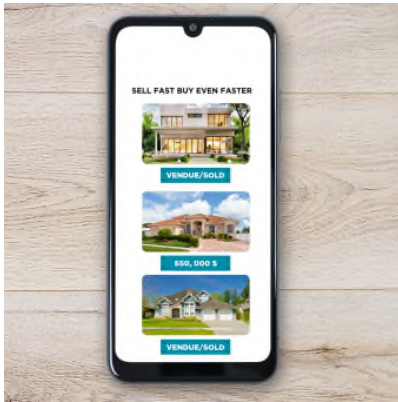 SELL FAST BUY EVEN FASTER
VENDUE/SOLD
650, 000 $
VENDUE/SOLD